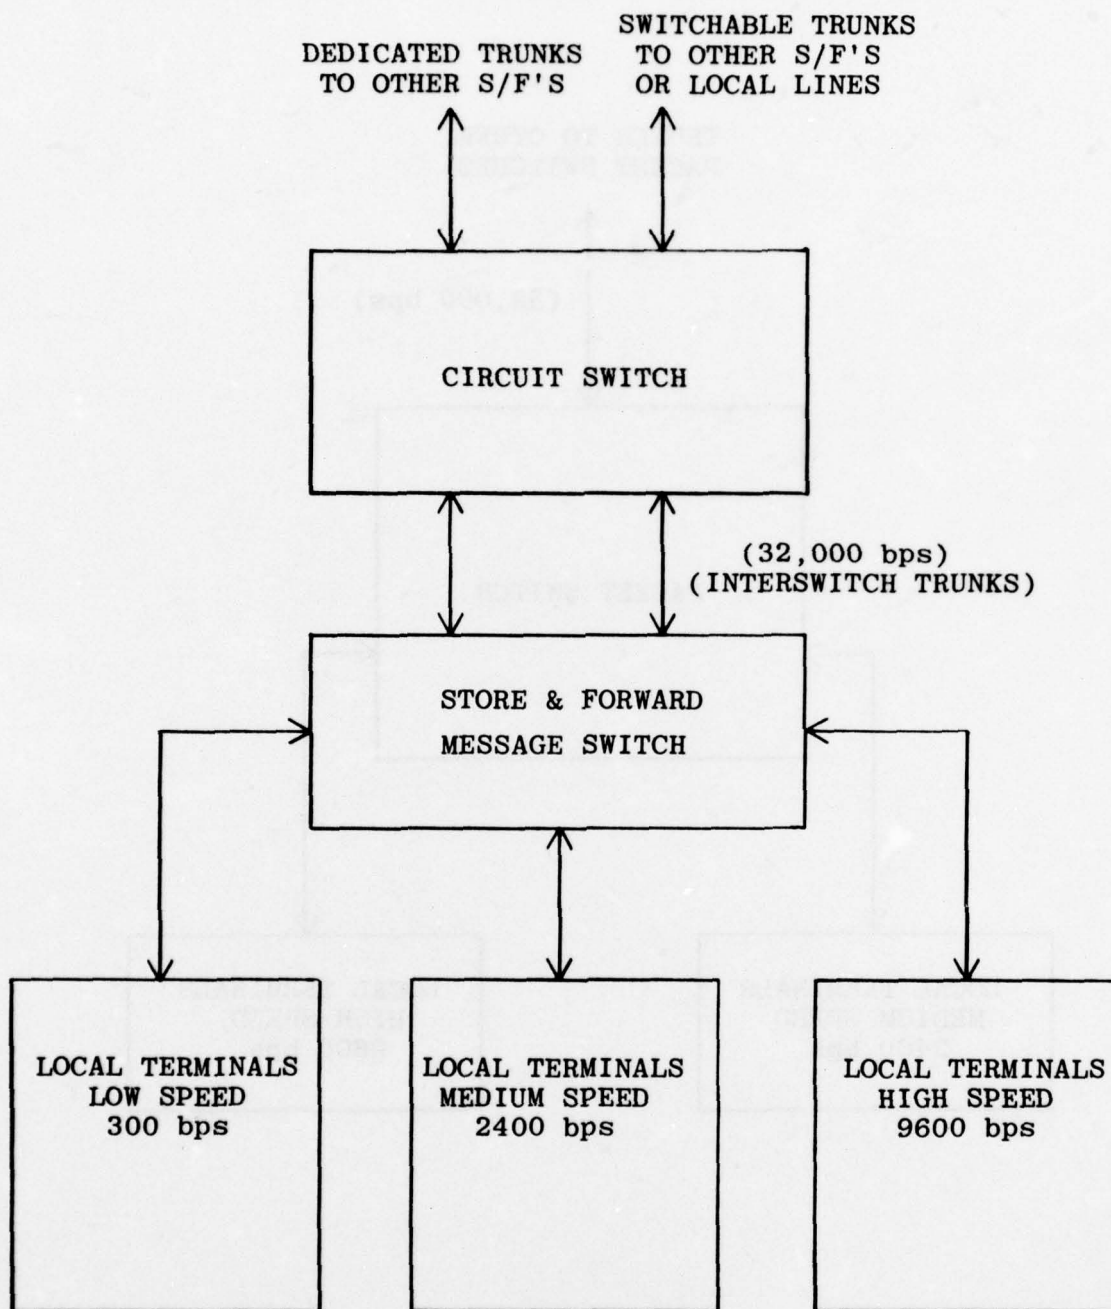 DEDICATED TRUNKS
TO OTHER S/F'S
SWITCHABLE TRUNKS
TO OTHER S/F'S
OR LOCAL LINES
CIRCUIT SWITCH
(32,000 bps)
(INTERSWITCH TRUNKS)
STORE & FORWARD
MESSAGE SWITCH
LOCAL TERMINALS
LOW SPEED
300 bps
LOCAL TERMINALS
MEDIUM SPEED
2400 bps
LOCAL TERMINALS
HIGH SPEED
9600 bps